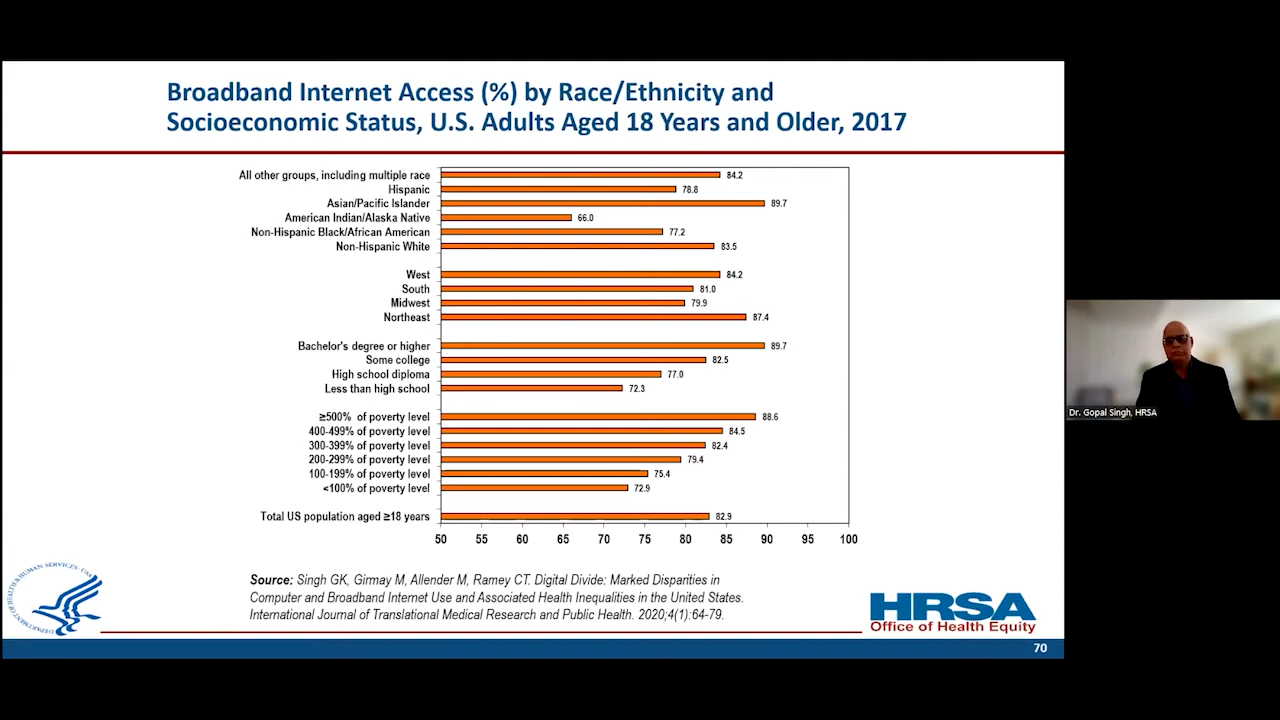 Broadband Internet Access (%) by Race/Ethnicity and
Socioeconomic Status, U.S. Adults Aged 18 Years and Older, 2017
All other groups, including multiple race 84.2
Hispanic 78.8
Asian/Pacific Islander 89.7
American Indian/Alaska Native 66.0
Non-Hispanic Black/African American 77.2
Non-Hispanic White 83.5
West 84.2
South 81.0
Midwest 79.9
Northeast 87.4
Bachelor's degree or higher 89.7
Some college 82.5
High school diploma 77.0
Less than high school 72.3
≥500% of poverty level 88.6
400-499% of poverty level 84.5
300-399% of poverty level 82.4
200-299% of poverty level 79.4
100-199% of poverty level 75.4
<100% of poverty level 72.9
Total US population aged ≥18 years 82.9
50 55 60 65 70 75 80 85 90 95 100
Source: Singh GK, Girmay M, Allender M, Ramey CT. Digital Divide: Marked Disparities in
Computer and Broadband Internet Use and Associated Health Inequalities in the United States.
International Journal of Translational Medical Research and Public Health. 2020;4(1):64-79.
DEPARTMENT OF HEALTH & HUMAN SERVICES · USA
HRSA
Office of Health Equity
70
Dr. Gopal Singh, HRSA